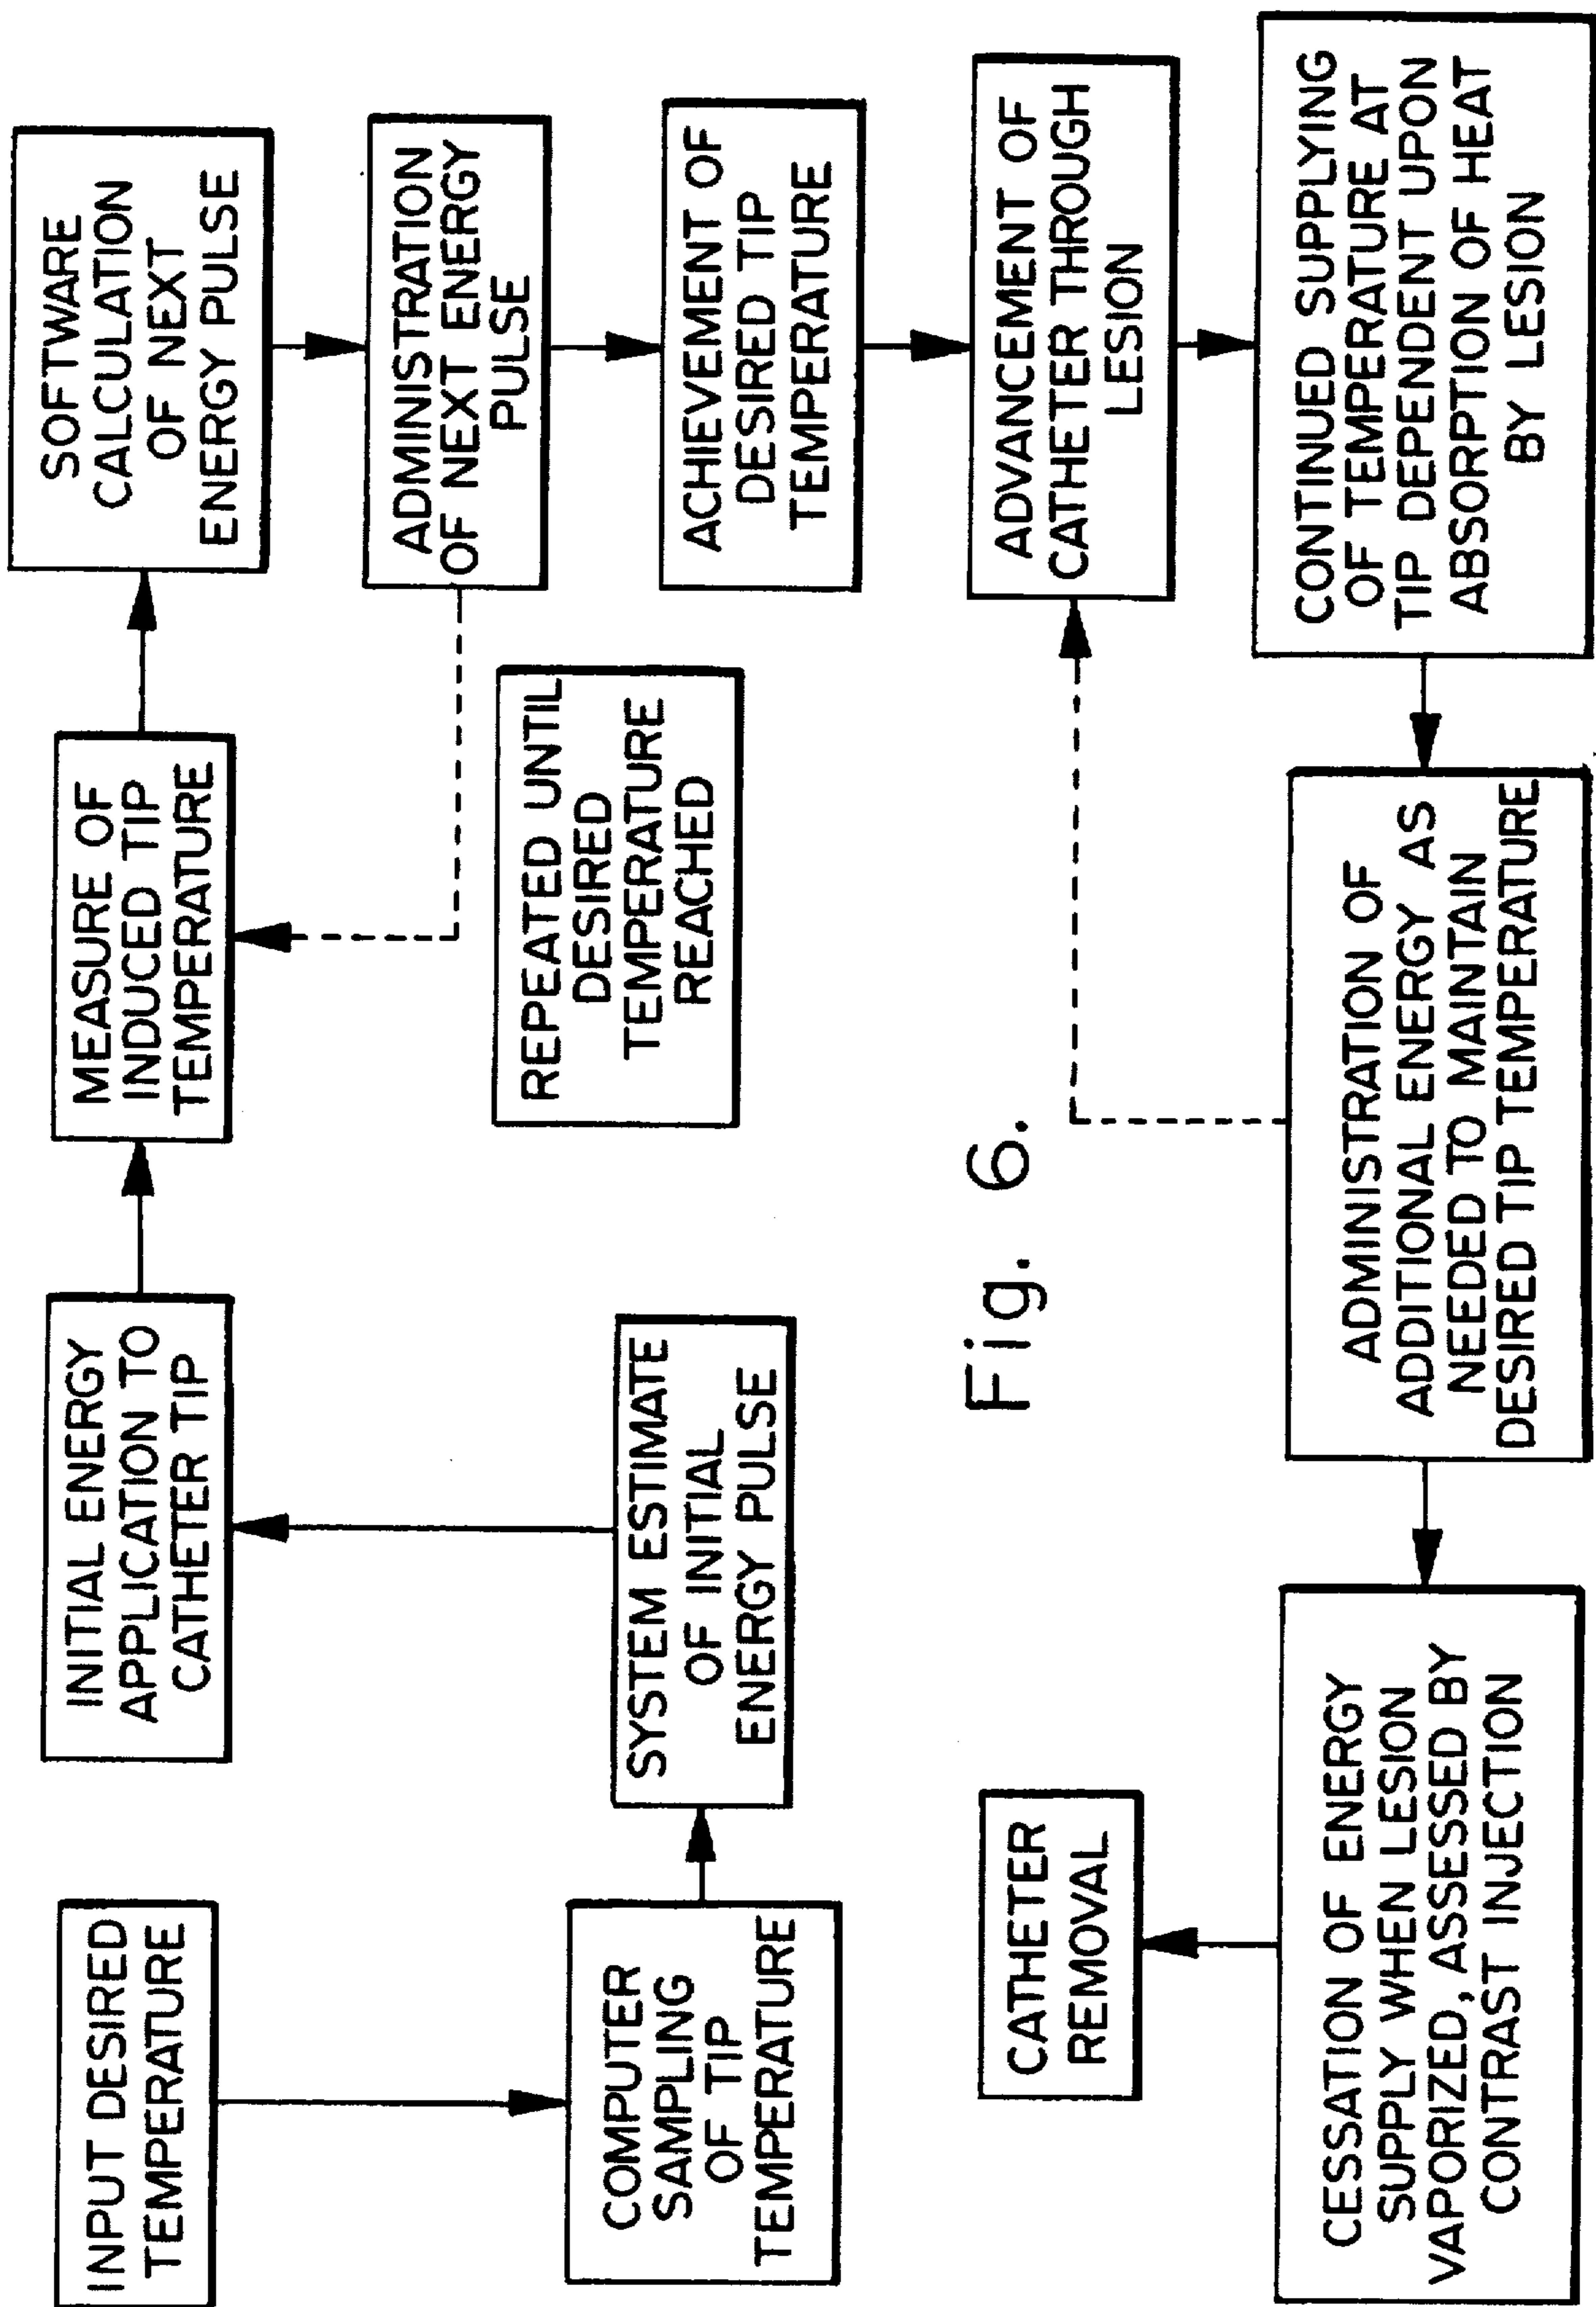 INPUT DESIRED
TEMPERATURE
COMPUTER
SAMPLING
OF TIP
TEMPERATURE
SYSTEM ESTIMATE
OF INITIAL
ENERGY PULSE
INITIAL ENERGY
APPLICATION TO
CATHETER TIP
MEASURE OF
INDUCED TIP
TEMPERATURE
SOFTWARE
CALCULATION
OF NEXT
ENERGY PULSE
ADMINISTRATION
OF NEXT ENERGY
PULSE
REPEATED UNTIL
DESIRED
TEMPERATURE
REACHED
ACHIEVEMENT OF
DESIRED TIP
TEMPERATURE
ADVANCEMENT OF
CATHETER THROUGH
LESION
CONTINUED SUPPLYING
OF TEMPERATURE AT
TIP DEPENDENT UPON
ABSORPTION OF HEAT
BY LESION
ADMINISTRATION OF
ADDITIONAL ENERGY AS
NEEDED TO MAINTAIN
DESIRED TIP TEMPERATURE
CESSATION OF ENERGY
SUPPLY WHEN LESION
VAPORIZED, ASSESSED BY
CONTRAST INJECTION
CATHETER
REMOVAL
Fig. 6.